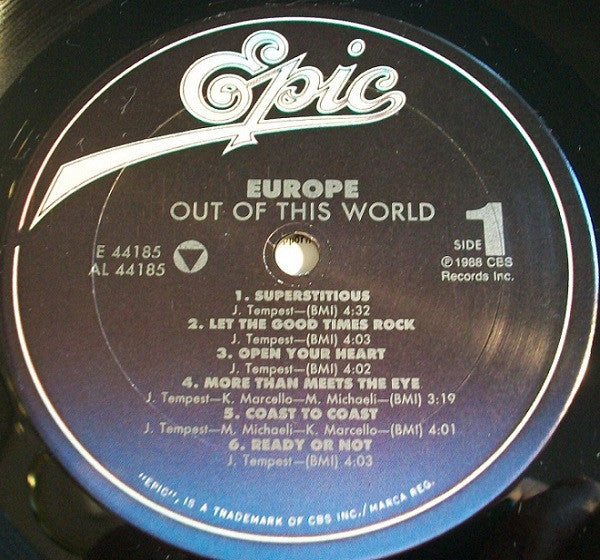 Epic
EUROPE
OUT OF THIS WORLD
E 44185
AL 44185
SIDE 1
℗ 1988 CBS
Records Inc.
1. SUPERSTITIOUS
J. Tempest—(BMI) 4:32
2. LET THE GOOD TIMES ROCK
J. Tempest—(BMI) 4:03
3. OPEN YOUR HEART
J. Tempest—(BMI) 4:02
4. MORE THAN MEETS THE EYE
J. Tempest—K. Marcello—M. Michaeli—(BMI) 3:19
5. COAST TO COAST
J. Tempest—M. Michaeli—K. Marcello—(BMI) 4:01
6. READY OR NOT
J. Tempest—(BMI) 4:03
"EPIC", IS A TRADEMARK OF CBS INC./MARCA REG.